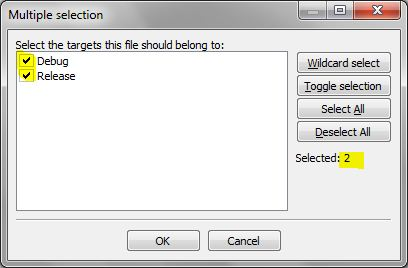 Multiple selection
Select the targets this file should belong to:
Debug
Release
Wildcard select
Toggle selection
Select All
Deselect All
Selected: 2
OK
Cancel